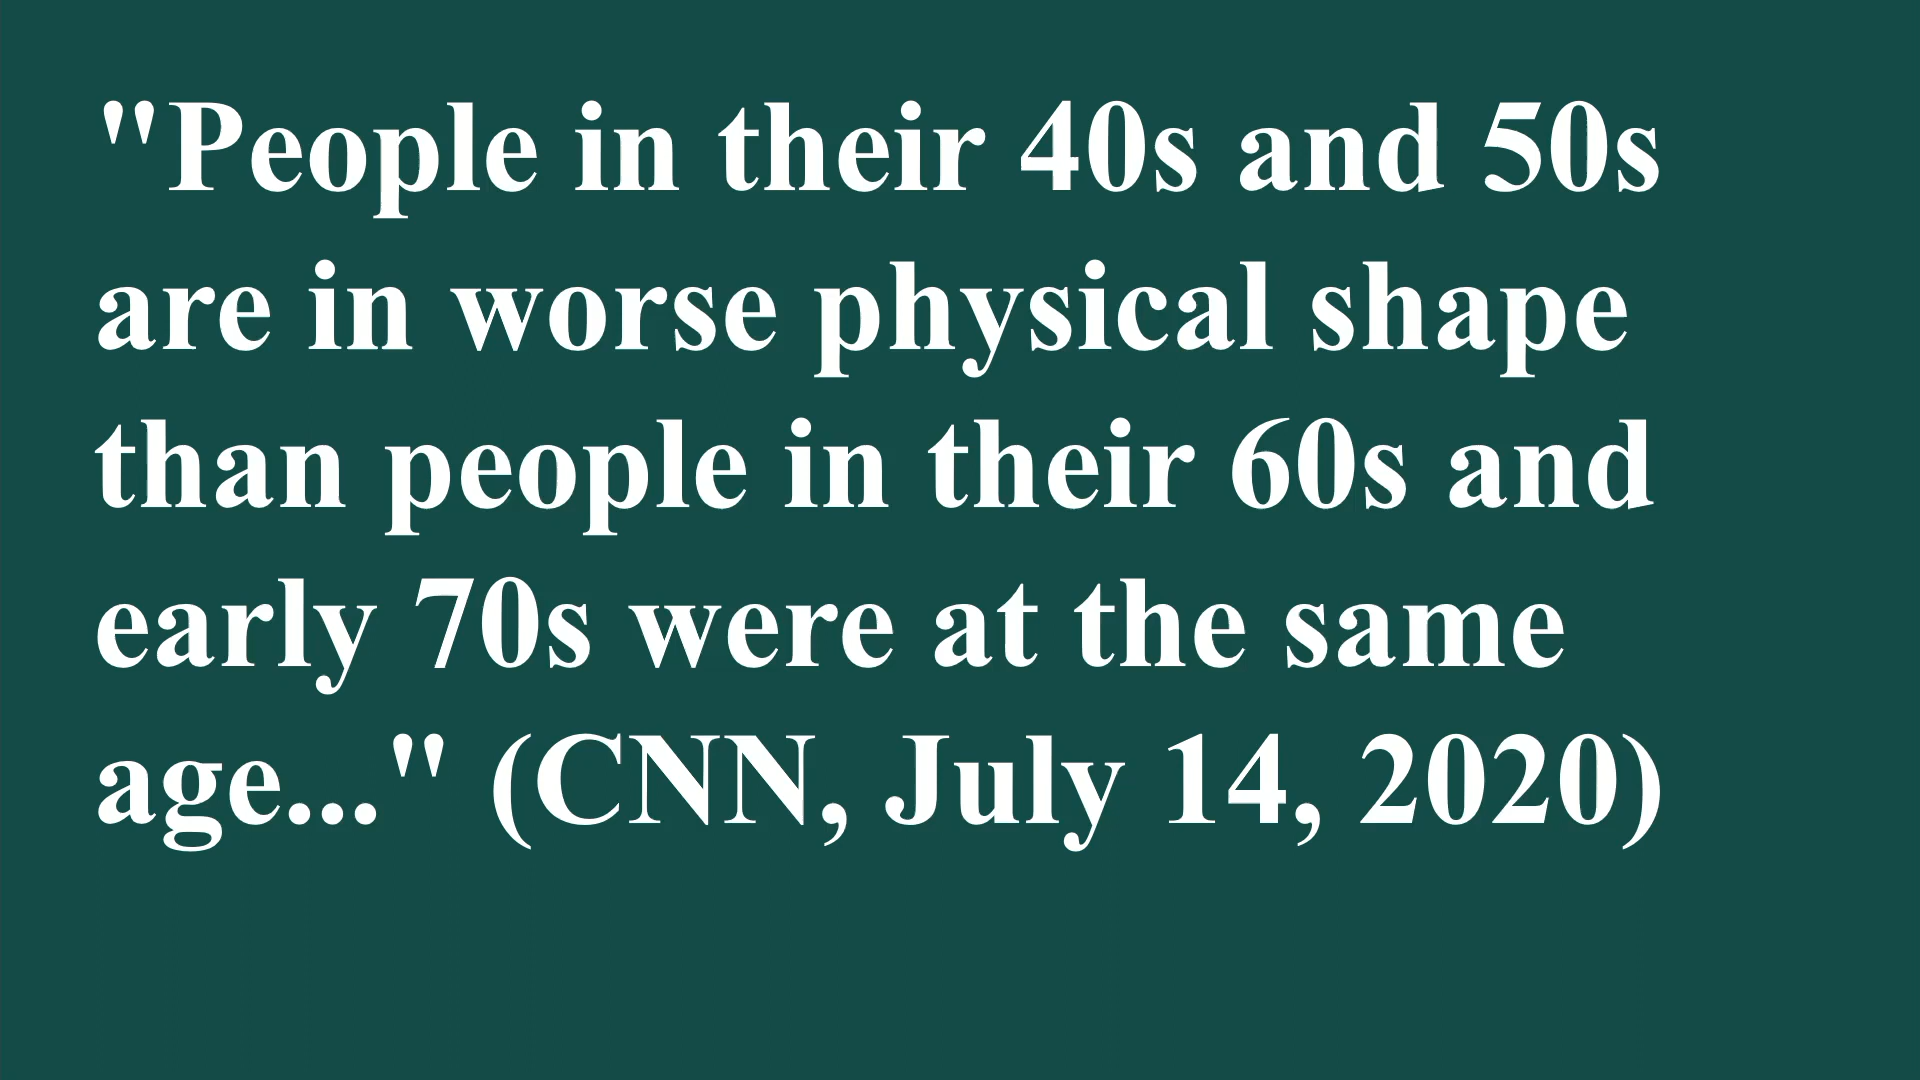 "People in their 40s and 50s
are in worse physical shape
than people in their 60s and
early 70s were at the same
age..." (CNN, July 14, 2020)